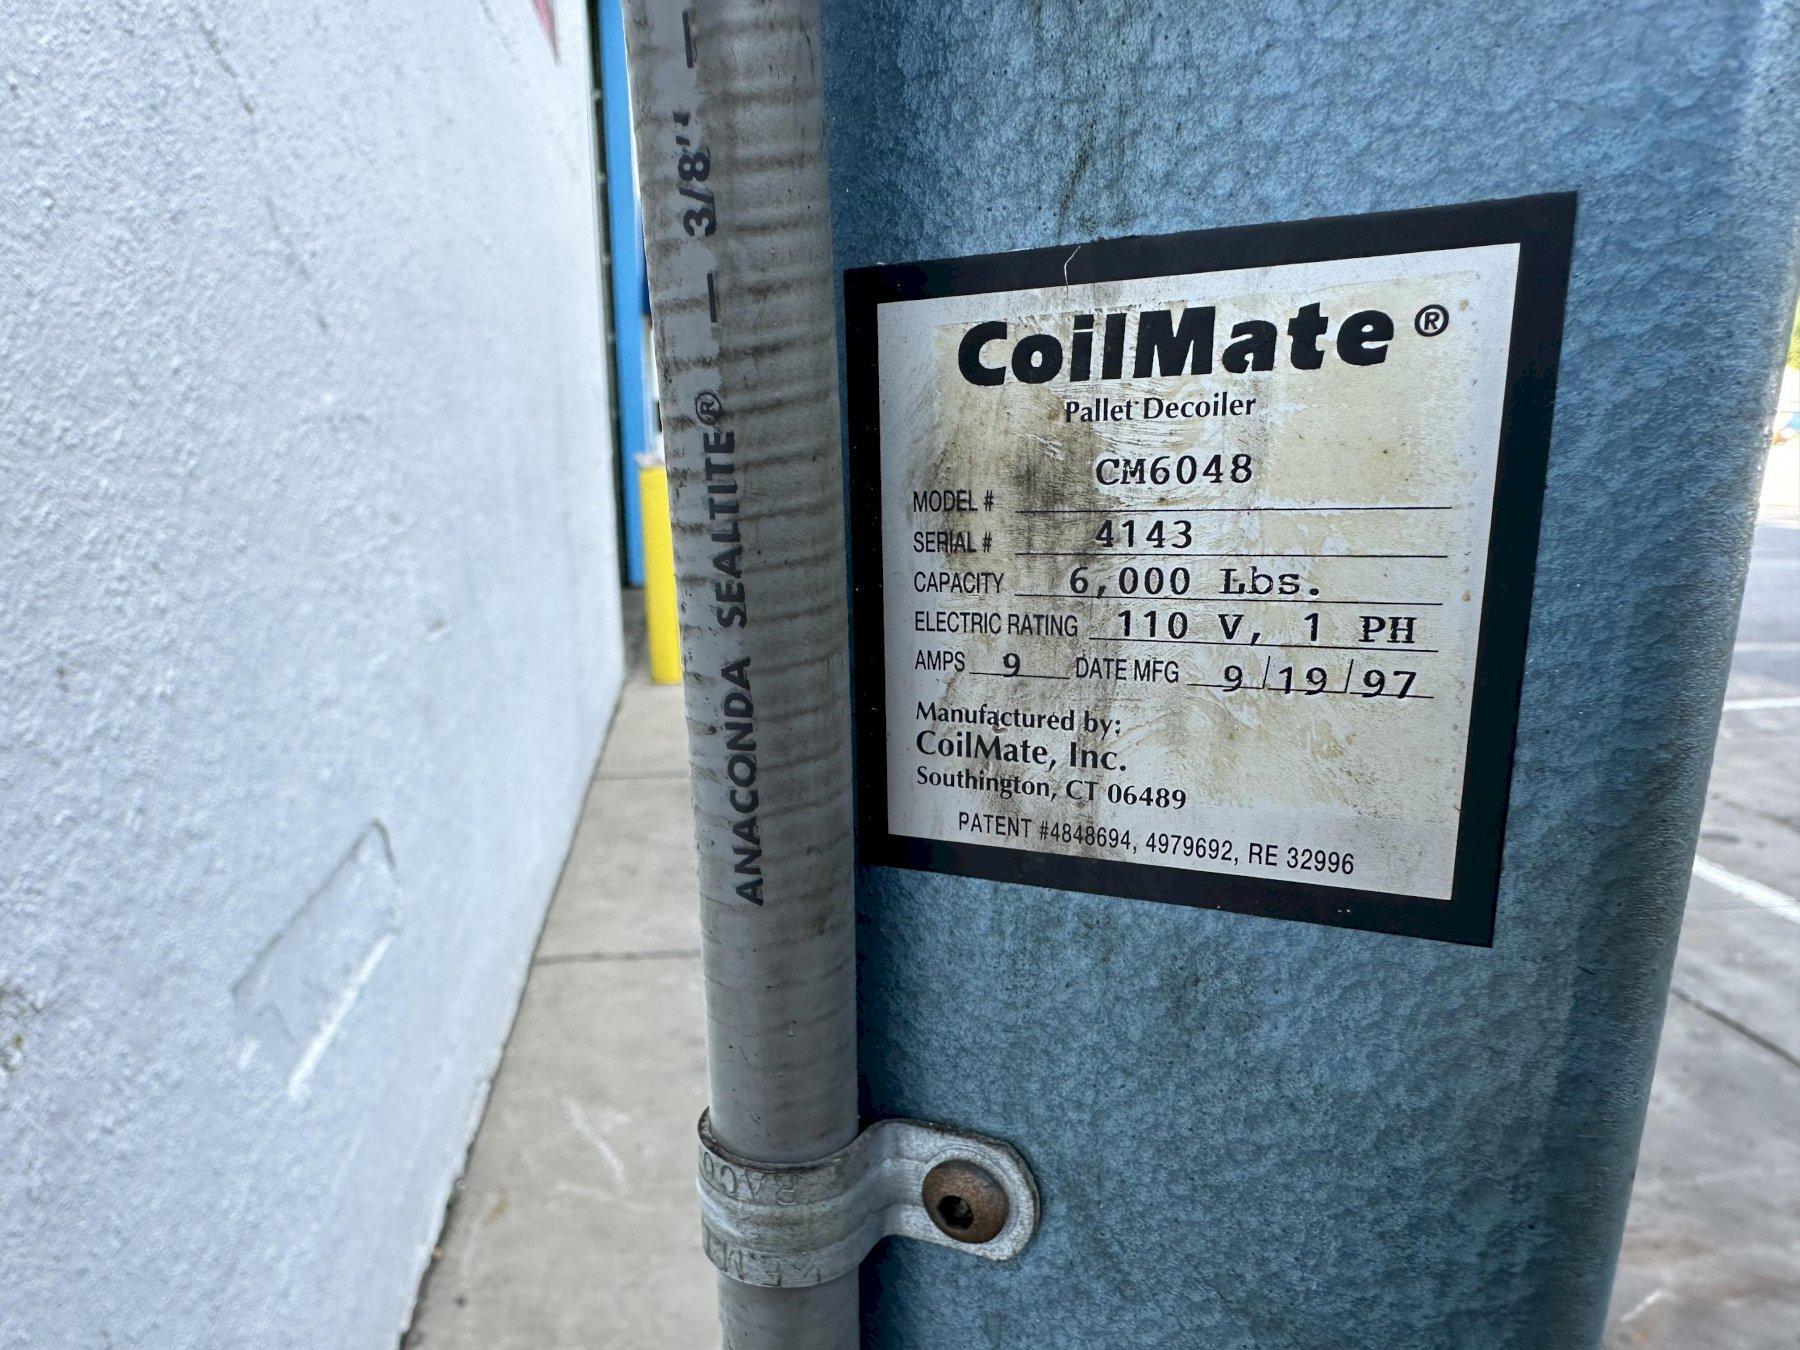 ANACONDA SEALTITE® — 3/8" —
CoilMate®
Pallet Decoiler
MODEL # CM6048
SERIAL # 4143
CAPACITY 6,000 Lbs.
ELECTRIC RATING 110 V, 1 PH
AMPS 9 DATE MFG 9/19/97
Manufactured by:
CoilMate, Inc.
Southington, CT 06489
PATENT #4848694, 4979692, RE 32996